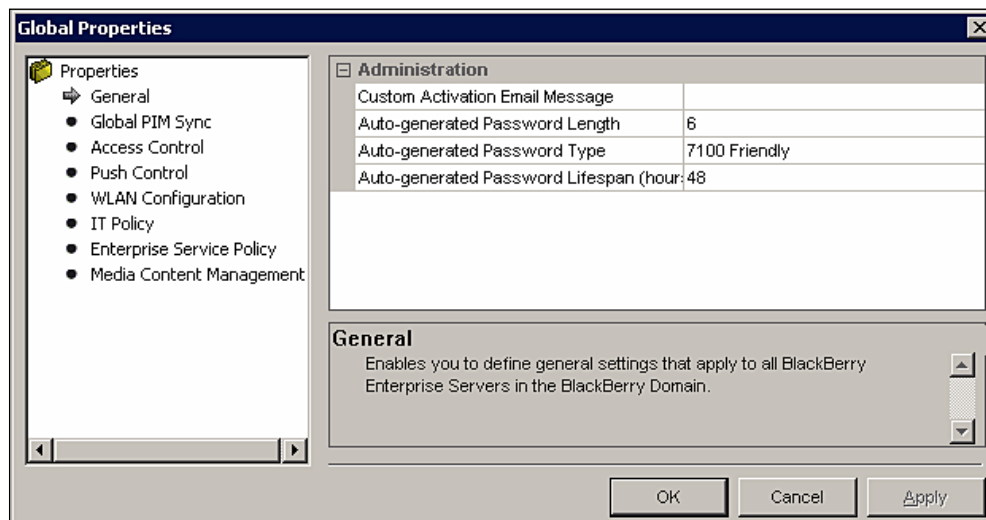 Global Properties
Properties
General
Global PIM Sync
Access Control
Push Control
WLAN Configuration
IT Policy
Enterprise Service Policy
Media Content Management
Administration
Custom Activation Email Message
Auto-generated Password Length 6
Auto-generated Password Type 7100 Friendly
Auto-generated Password Lifespan (hour: 48
General
Enables you to define general settings that apply to all BlackBerry
Enterprise Servers in the BlackBerry Domain.
OK Cancel Apply